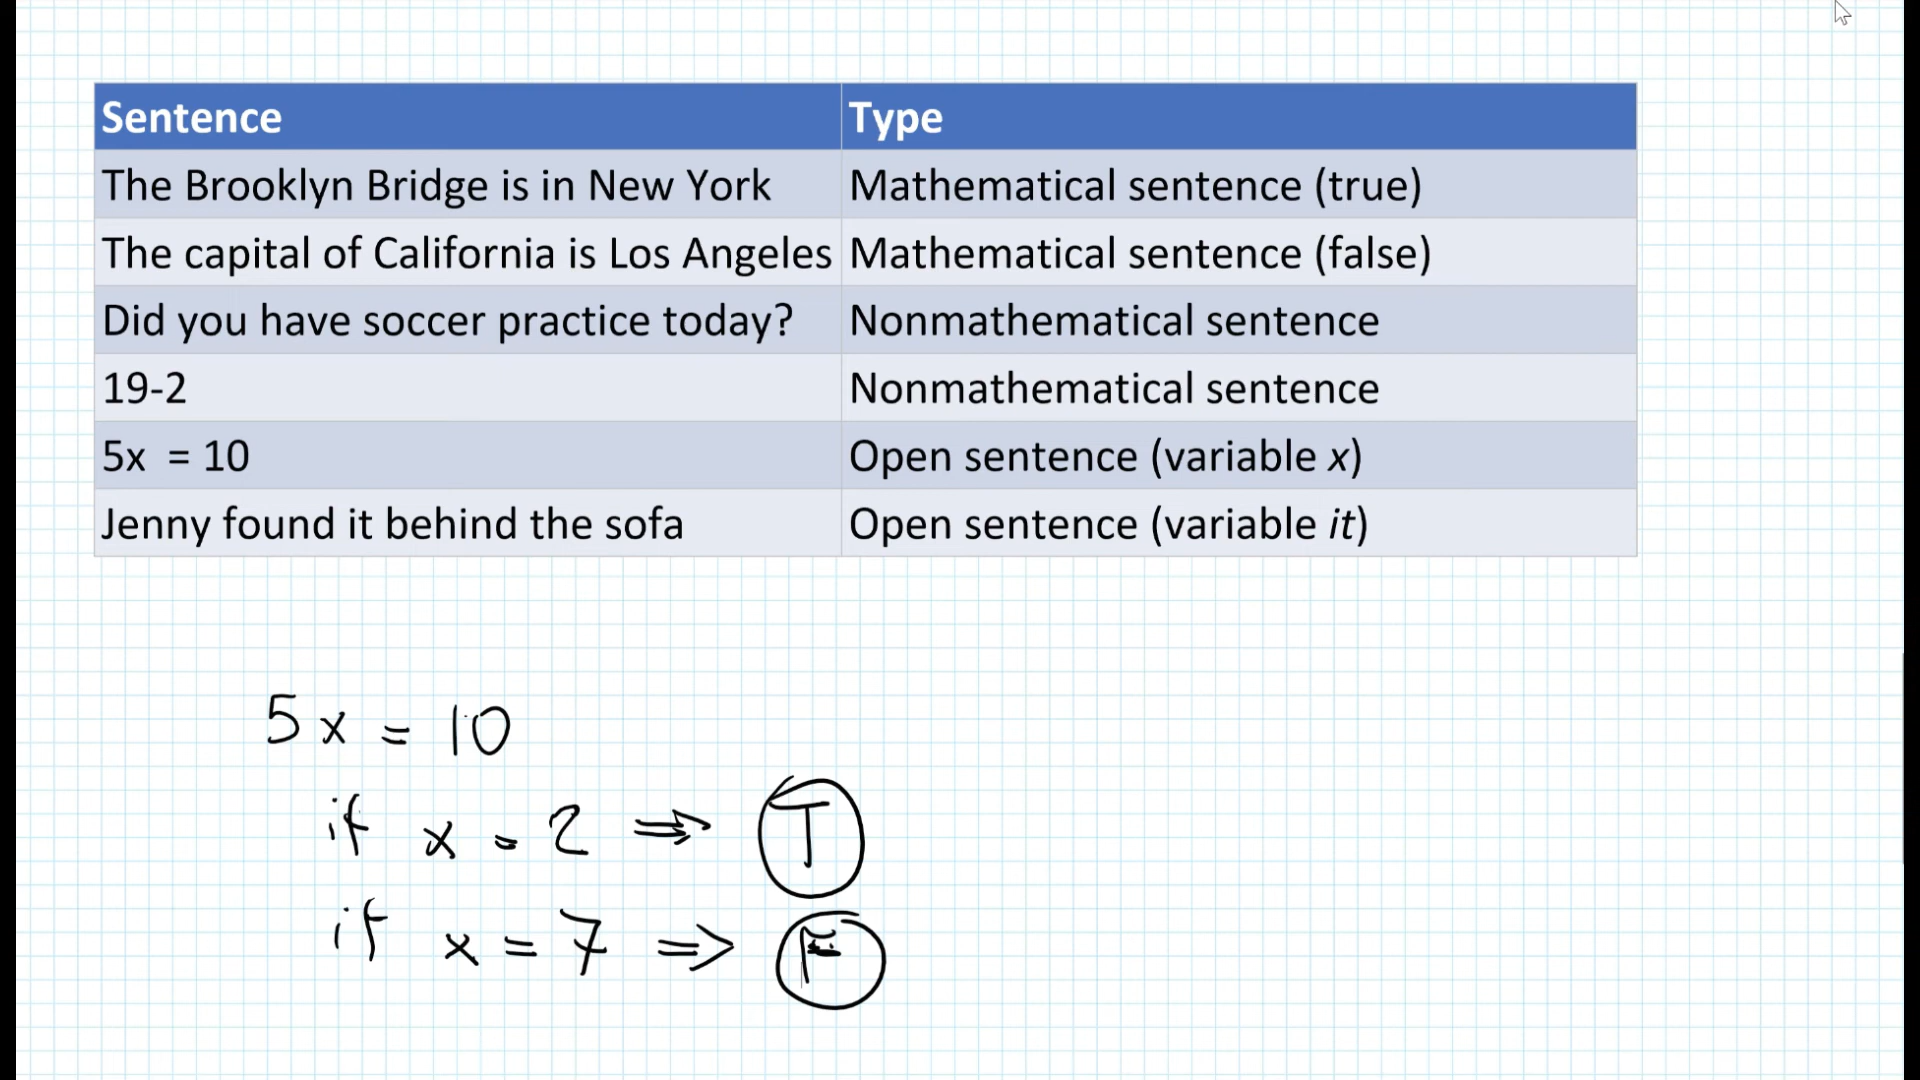 Sentence Type
The Brooklyn Bridge is in New York Mathematical sentence (true)
The capital of California is Los Angeles Mathematical sentence (false)
Did you have soccer practice today? Nonmathematical sentence
19-2 Nonmathematical sentence
5x = 10 Open sentence (variable x)
Jenny found it behind the sofa Open sentence (variable it)
5x = 10
if x = 2 ⇒ T
if x = 7 ⇒ F